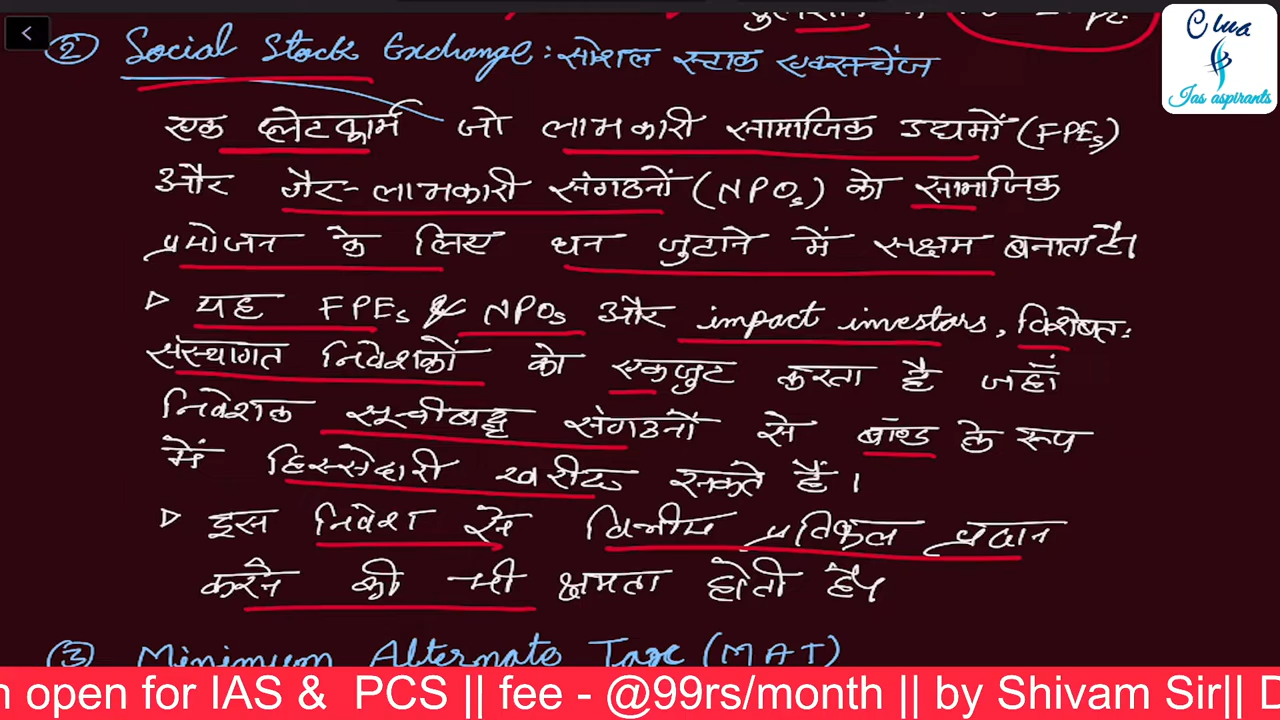 ② Social Stock Exchange: सोशल स्टाक एक्सचेंज
एक प्लेटफार्म जो लाभकारी सामाजिक उद्यमों (FPEs)
और गैर-लाभकारी संगठनों (NPOs) को सामाजिक
प्रयोजन के लिए धन जुटाने में सक्षम बनाता है।
▷ यह FPEs & NPOs और impact investors, विशेषतः
संस्थागत निवेशकों को एकजुट करता है जहां
निवेशक सूचीबद्ध संगठनों से बॉण्ड के रूप
में हिस्सेदारी खरीद सकते हैं।
▷ इस निवेश से वित्तीय प्रतिफल प्रदान
करने की भी क्षमता होती है।
③ Minimum Alternate Tax (MAT)
n open for IAS & PCS || fee - @99rs/month || by Shivam Sir|| D
Clua
Ias aspirants